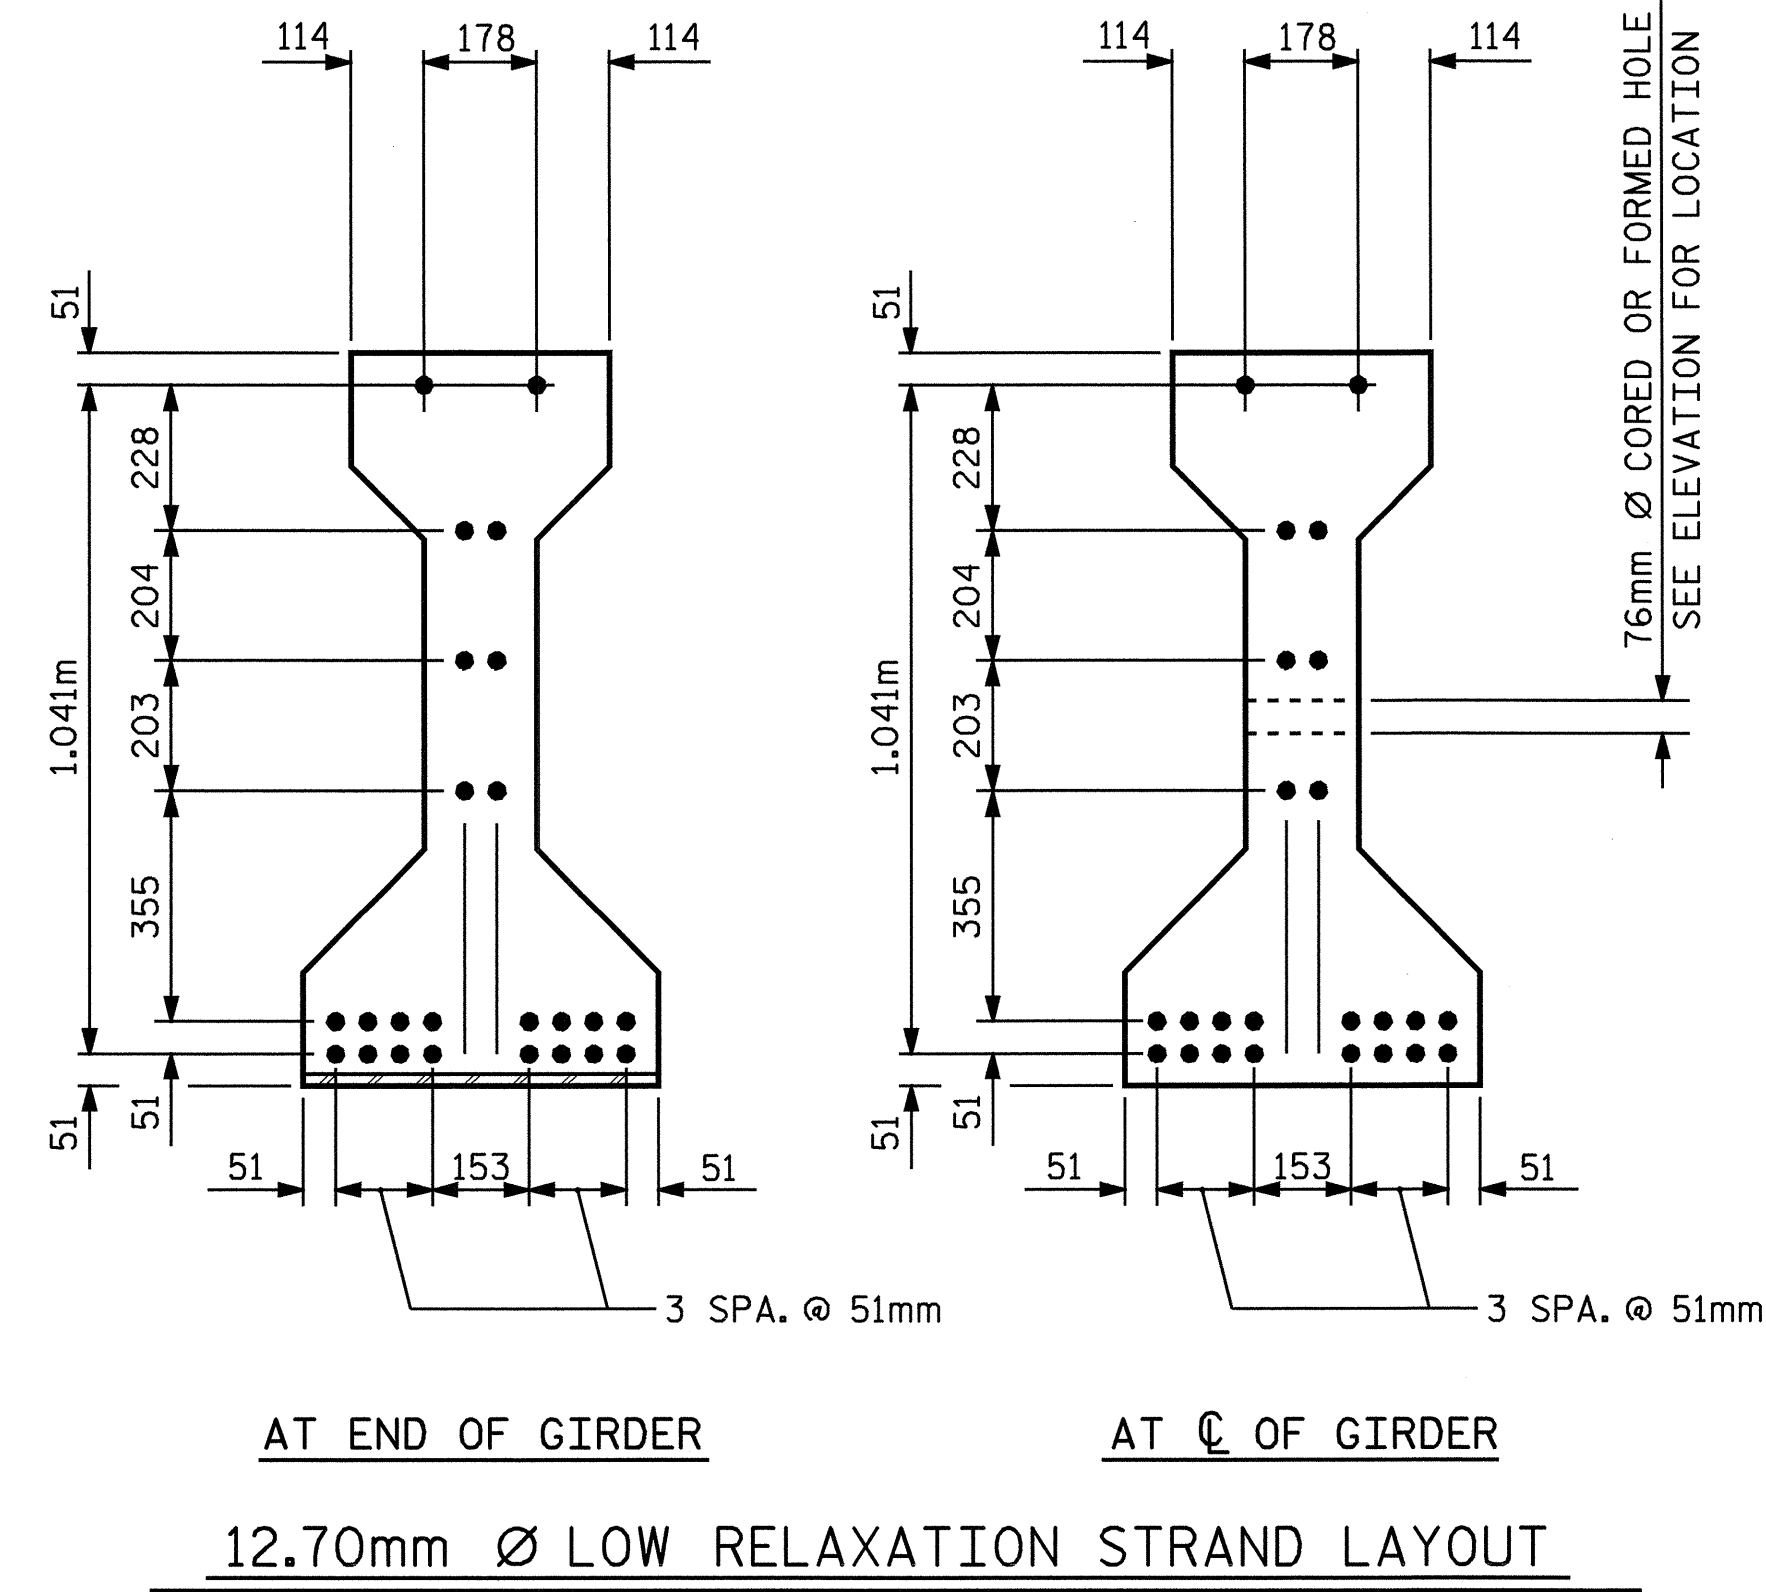 114 178 114
51
228
204
1.041m
203
355
51
51
51 153 51
3 SPA. @ 51mm
AT END OF GIRDER
114 178 114
51
228
204
1.041m
203
355
51
51
51 153 51
3 SPA. @ 51mm
AT ℄ OF GIRDER
76mm Ø CORED OR FORMED HOLE
SEE ELEVATION FOR LOCATION
12.70mm Ø LOW RELAXATION STRAND LAYOUT